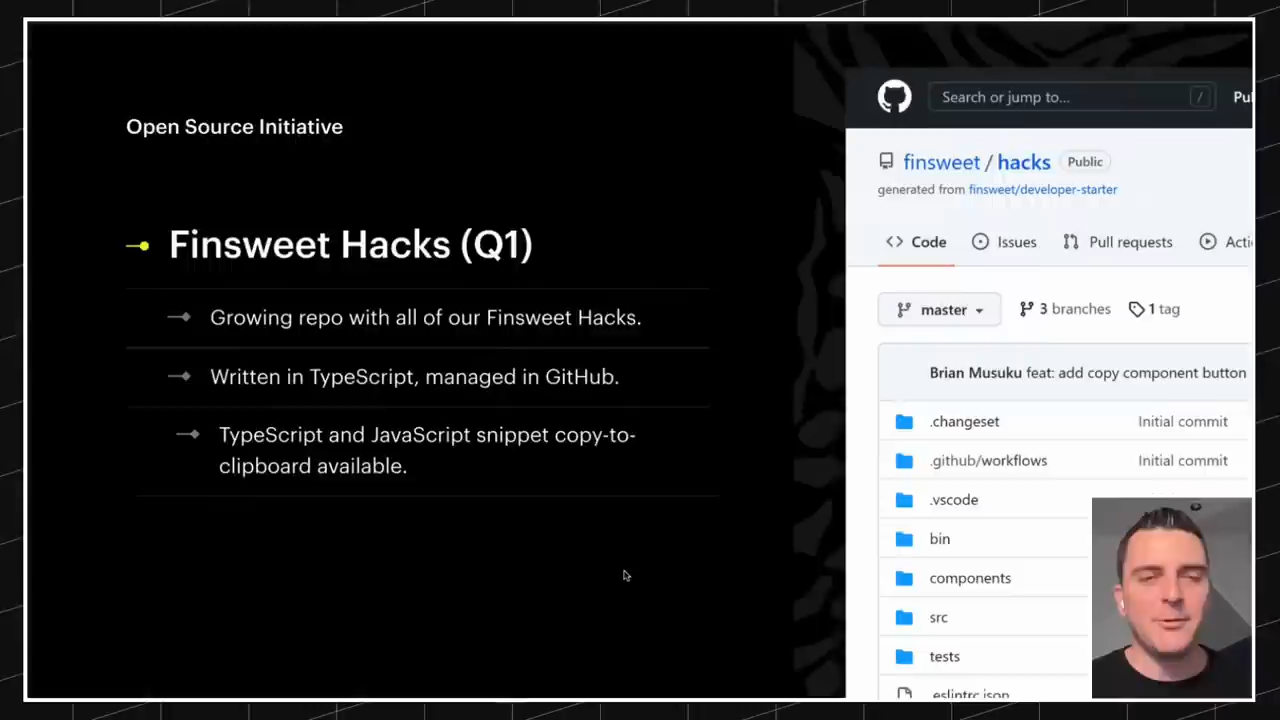 Open Source Initiative
Finsweet Hacks (Q1)
Growing repo with all of our Finsweet Hacks.
Written in TypeScript, managed in GitHub.
TypeScript and JavaScript snippet copy-to-
clipboard available.
Search or jump to... /
finsweet / hacks Public
generated from finsweet/developer-starter
Code Issues Pull requests
master 3 branches 1 tag
Brian Musuku feat: add copy component button
.changeset Initial commit
.github/workflows Initial commit
.vscode
bin
components
src
tests
.eslintrc.json